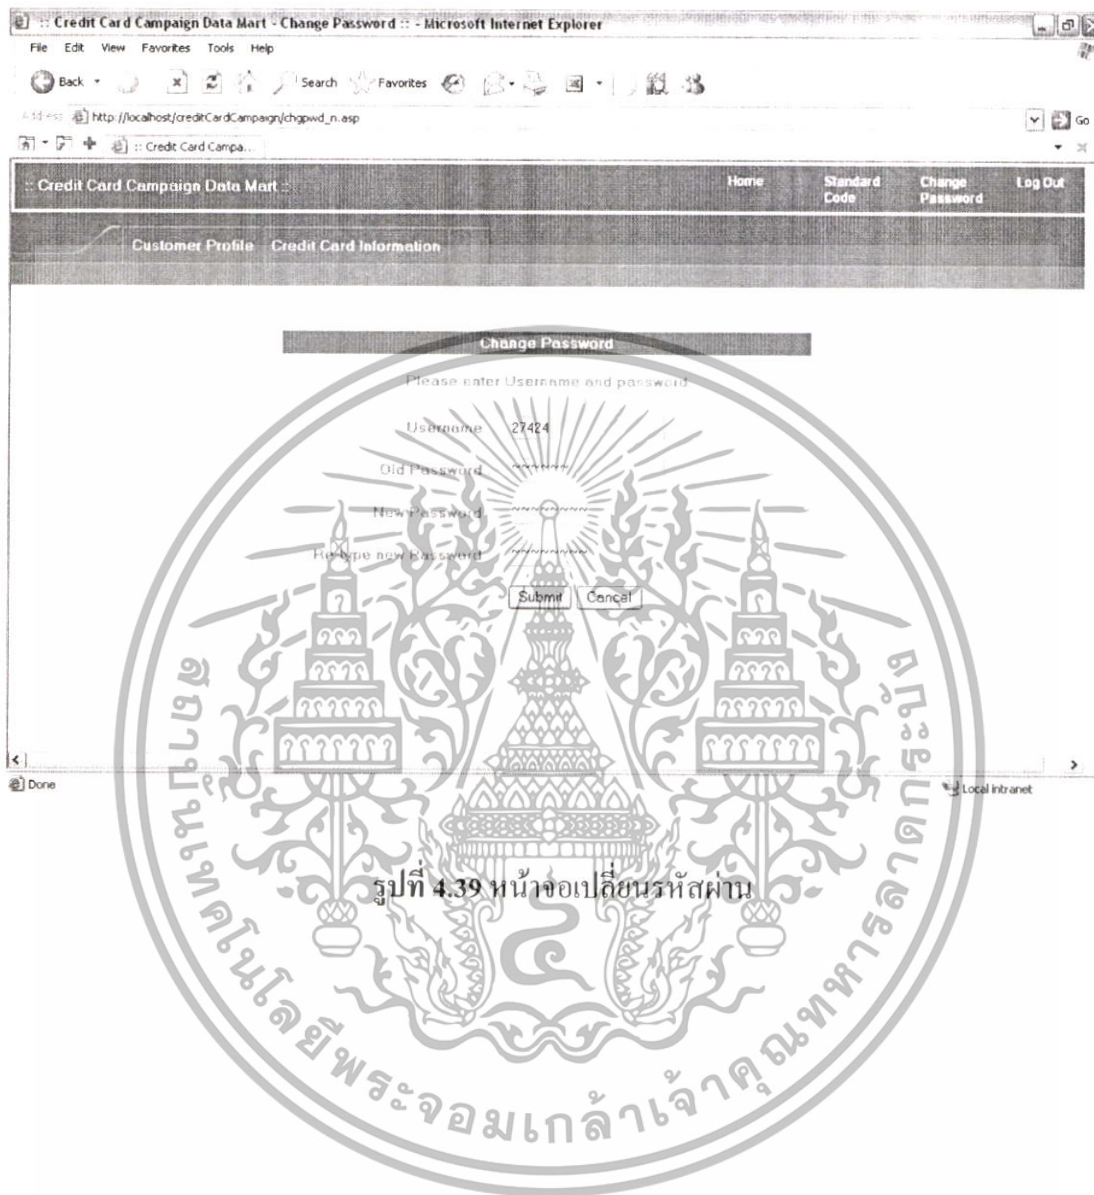 :: Credit Card Campaign Data Mart - Change Password :: - Microsoft Internet Explorer
File Edit View Favorites Tools Help
Back Search Favorites
Address http://localhost/creditCardCampaign/chgpwd_n.asp Go
:: Credit Card Campa...
:: Credit Card Campaign Data Mart :: Home Standard Code Change Password Log Out
Customer Profile Credit Card Information
Change Password
Please enter Username and password
Username 27424
Old Password ~~~~~~
New Password ~~~~~~~~
Re-type new Password ~~~~~~~~
Submit Cancel
Done Local intranet
รูปที่ 4.39 หน้าจอเปลี่ยนรหัสผ่าน
สถาบันเทคโนโลยีพระจอมเกล้าเจ้าคุณทหารลาดกระบัง